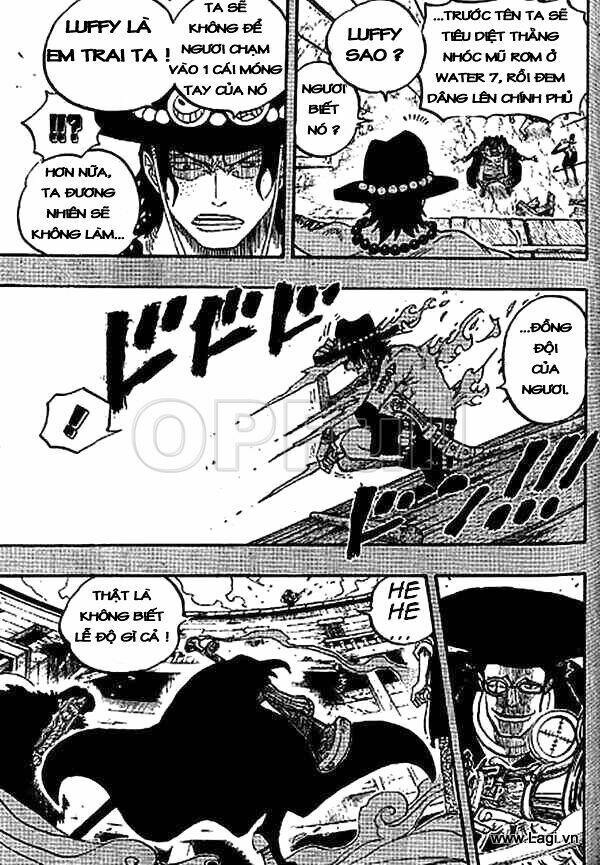 ...TRƯỚC TÊN TA SẼ
TIÊU DIỆT THẰNG
NHÓC MŨ RƠM Ở
WATER 7, RỒI ĐEM
DÂNG LÊN CHÍNH PHỦ
LUFFY
SAO ?
NGƯƠI
BIẾT
NÓ ?
LUFFY LÀ
EM TRAI TA !
TA SẼ
KHÔNG ĐỂ
NGƯƠI CHẠM
VÀO 1 CÁI MÓNG
TAY CỦA NÓ
!!?
HƠN NỮA,
TA ĐƯƠNG
NHIÊN SẼ
KHÔNG LÀM...
...ĐỒNG
ĐỘI
CỦA
NGƯƠI.
ドドドド
ドド!!!
!!
HE
HE
...
THẬT LÀ
KHÔNG BIẾT
LỄ ĐỘ GÌ CẢ !
www.Lagi.vn